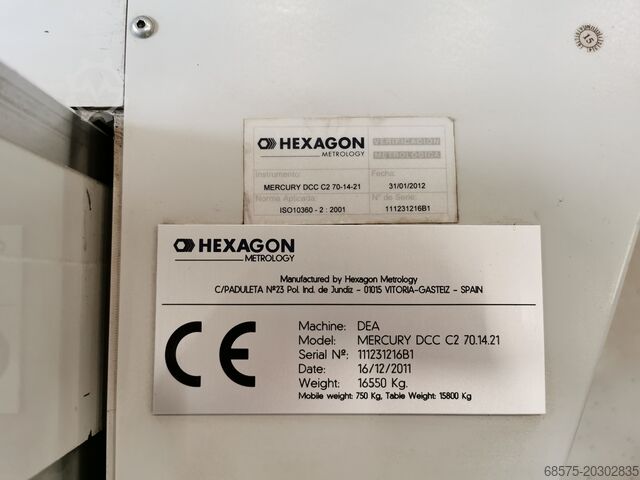 15
HEXAGON
METROLOGY
VERIFICACIÓN
METROLÓGICA
Instrumento: Fecha:
MERCURY DCC C2 70-14-21 31/01/2012
Norma Aplicada: Nº de Serie:
ISO10360 - 2 : 2001 111231216B1
HEXAGON
METROLOGY
Manufactured by Hexagon Metrology
C/PADULETA Nº23 Pol. Ind. de Jundiz - 01015 VITORIA-GASTEIZ - SPAIN
CE
Machine: DEA
Model: MERCURY DCC C2 70.14.21
Serial Nº: 111231216B1
Date: 16/12/2011
Weight: 16550 Kg.
Mobile weight: 750 Kg, Table Weight: 15800 Kg
68575-20302835